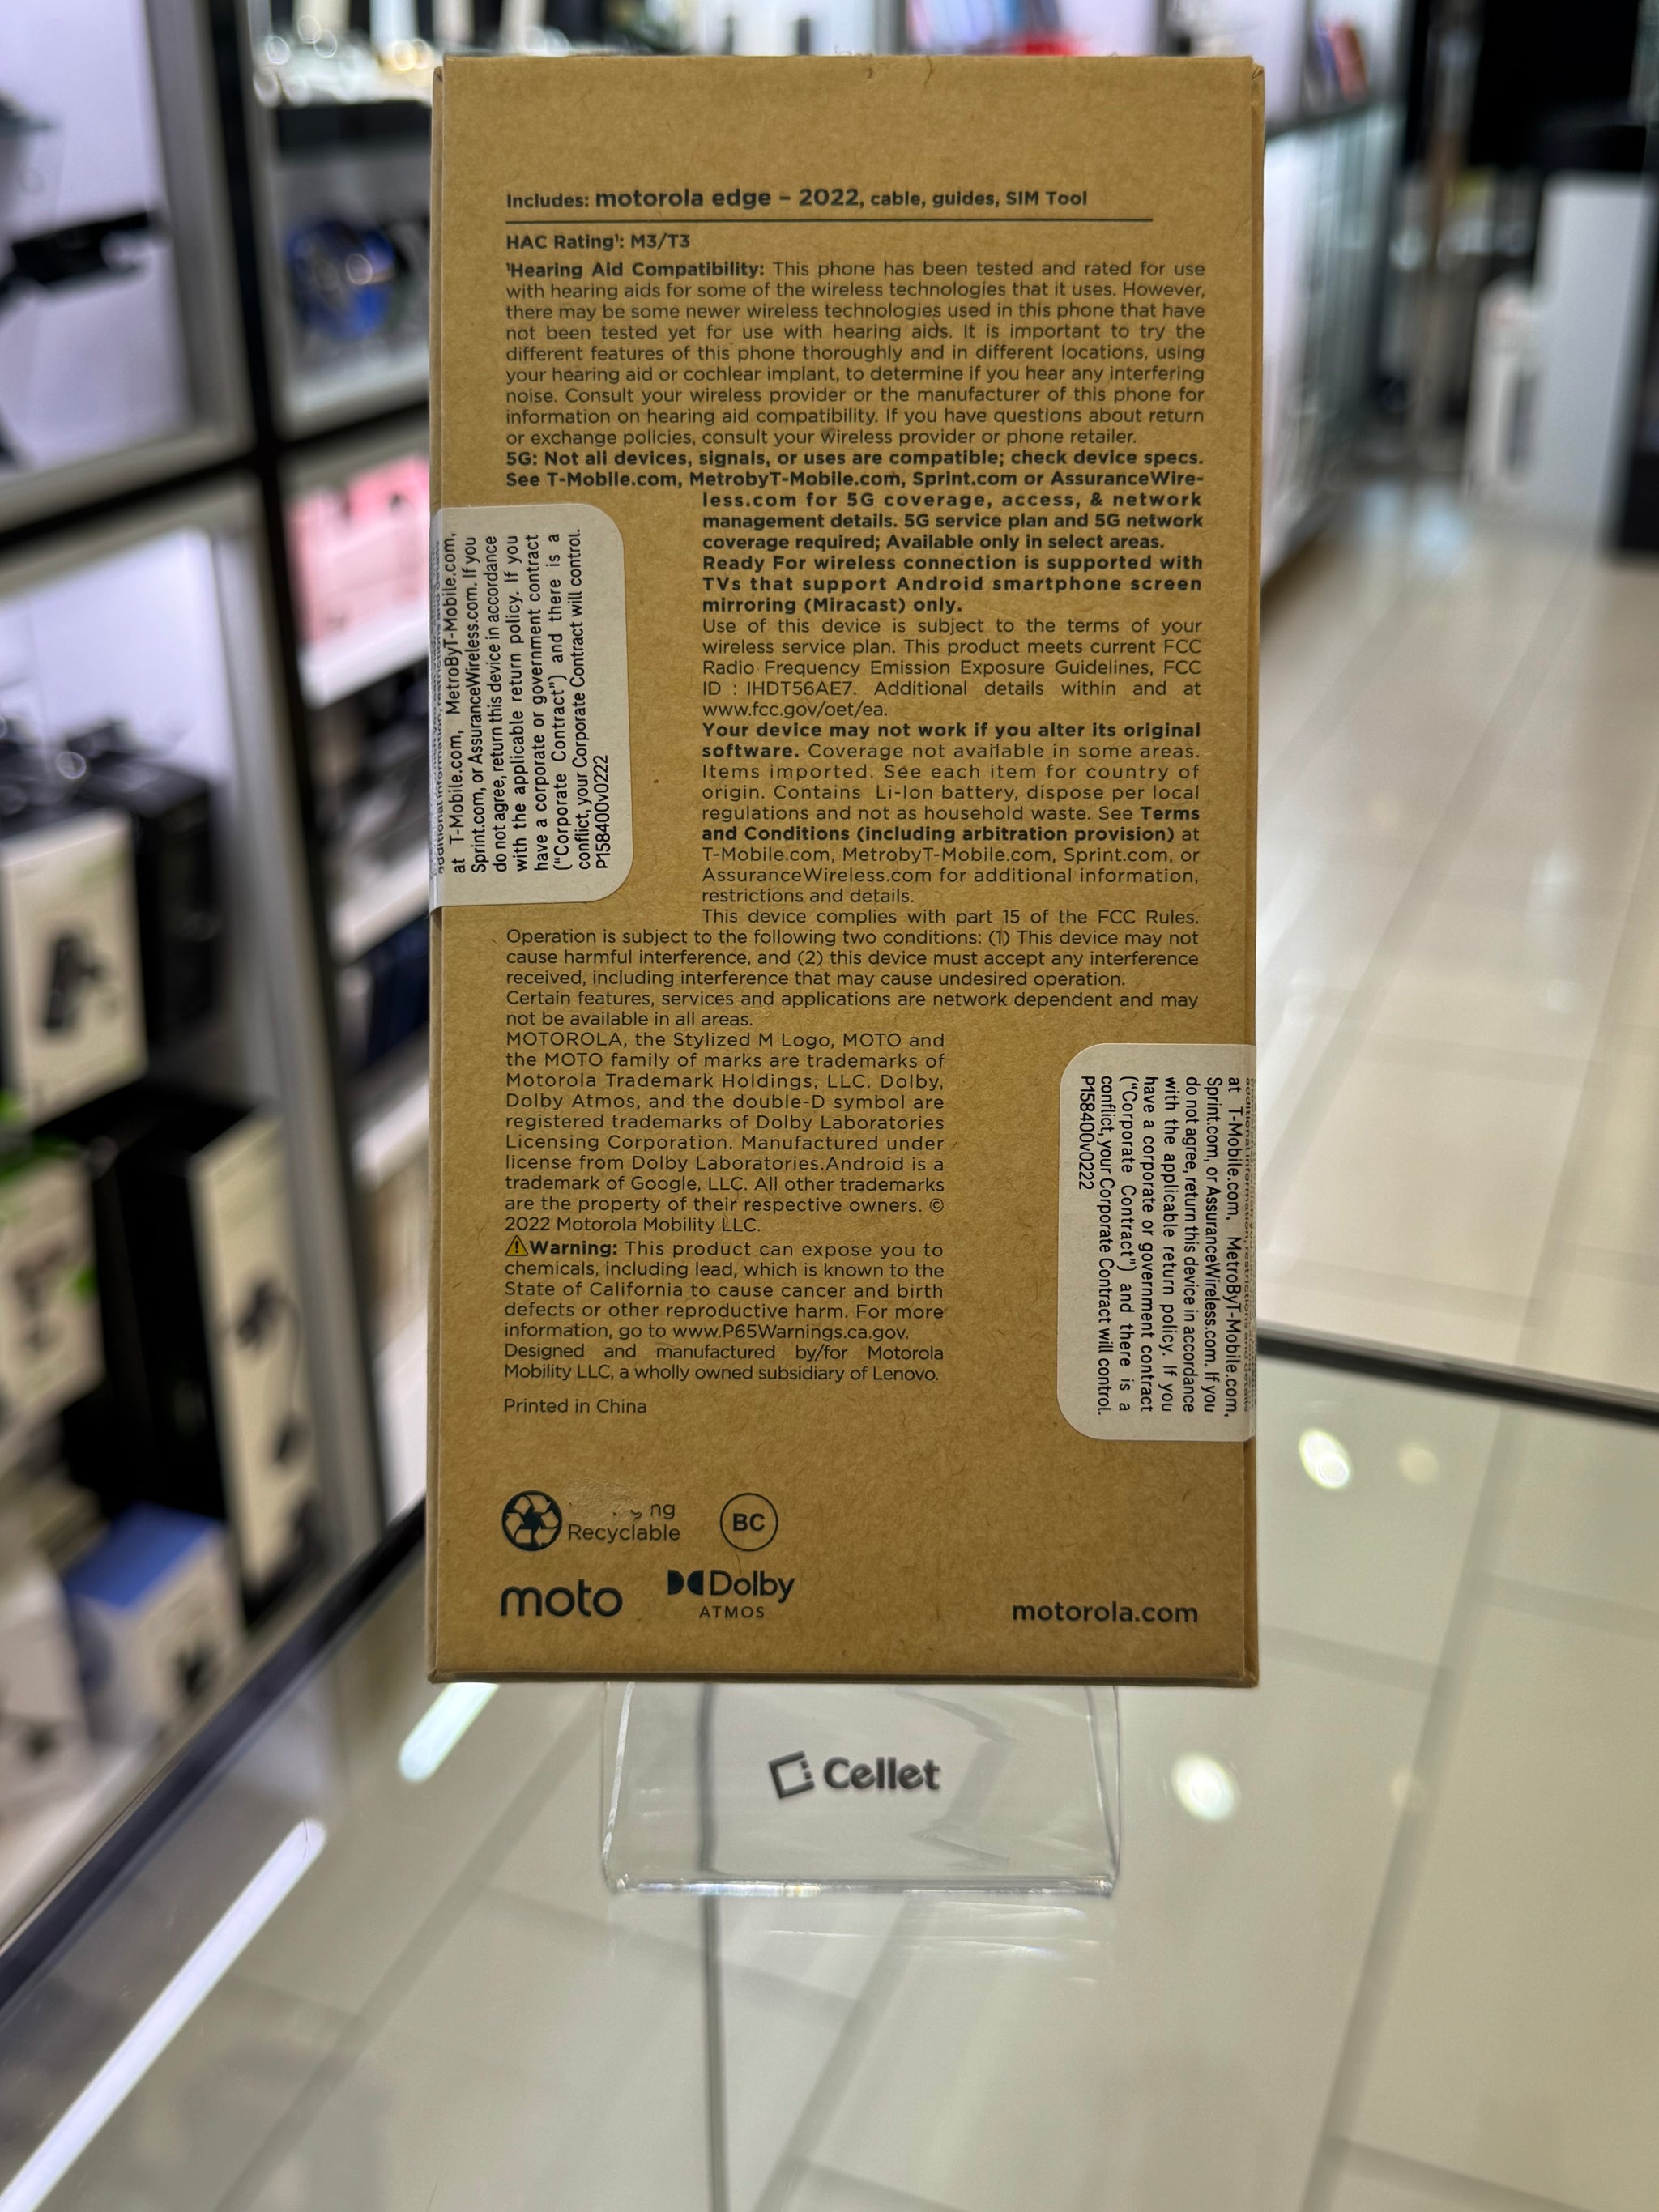 Includes: motorola edge – 2022, cable, guides, SIM Tool
HAC Rating¹: M3/T3
¹Hearing Aid Compatibility: This phone has been tested and rated for use
with hearing aids for some of the wireless technologies that it uses. However,
there may be some newer wireless technologies used in this phone that have
not been tested yet for use with hearing aids. It is important to try the
different features of this phone thoroughly and in different locations, using
your hearing aid or cochlear implant, to determine if you hear any interfering
noise. Consult your wireless provider or the manufacturer of this phone for
information on hearing aid compatibility. If you have questions about return
or exchange policies, consult your wireless provider or phone retailer.
5G: Not all devices, signals, or uses are compatible; check device specs.
See T-Mobile.com, MetrobyT-Mobile.com, Sprint.com or AssuranceWire-
less.com for 5G coverage, access, & network
management details. 5G service plan and 5G network
coverage required; Available only in select areas.
Ready For wireless connection is supported with
TVs that support Android smartphone screen
mirroring (Miracast) only.
Use of this device is subject to the terms of your
wireless service plan. This product meets current FCC
Radio Frequency Emission Exposure Guidelines, FCC
ID : IHDT56AE7. Additional details within and at
www.fcc.gov/oet/ea.
Your device may not work if you alter its original
software. Coverage not available in some areas.
Items imported. See each item for country of
origin. Contains Li-Ion battery, dispose per local
regulations and not as household waste. See Terms
and Conditions (including arbitration provision) at
T-Mobile.com, MetrobyT-Mobile.com, Sprint.com, or
AssuranceWireless.com for additional information,
restrictions and details.
This device complies with part 15 of the FCC Rules.
Operation is subject to the following two conditions: (1) This device may not
cause harmful interference, and (2) this device must accept any interference
received, including interference that may cause undesired operation.
Certain features, services and applications are network dependent and may
not be available in all areas.
MOTOROLA, the Stylized M Logo, MOTO and
the MOTO family of marks are trademarks of
Motorola Trademark Holdings, LLC. Dolby,
Dolby Atmos, and the double-D symbol are
registered trademarks of Dolby Laboratories
Licensing Corporation. Manufactured under
license from Dolby Laboratories.Android is a
trademark of Google, LLC. All other trademarks
are the property of their respective owners. ©
2022 Motorola Mobility LLC.
⚠Warning: This product can expose you to
chemicals, including lead, which is known to the
State of California to cause cancer and birth
defects or other reproductive harm. For more
information, go to www.P65Warnings.ca.gov.
Designed and manufactured by/for Motorola
Mobility LLC, a wholly owned subsidiary of Lenovo.
Printed in China
at T-Mobile.com, MetroByT-Mobile.com,
Sprint.com, or AssuranceWireless.com. If you
do not agree, return this device in accordance
with the applicable return policy. If you
have a corporate or government contract
("Corporate Contract") and there is a
conflict, your Corporate Contract will control.
P158400v0222
at T-Mobile.com, MetroByT-Mobile.com,
Sprint.com, or AssuranceWireless.com. If you
do not agree, return this device in accordance
with the applicable return policy. If you
have a corporate or government contract
("Corporate Contract") and there is a
conflict, your Corporate Contract will control.
P158400v0222
ng
Recyclable
BC
moto
Dolby
ATMOS
motorola.com
Cellet